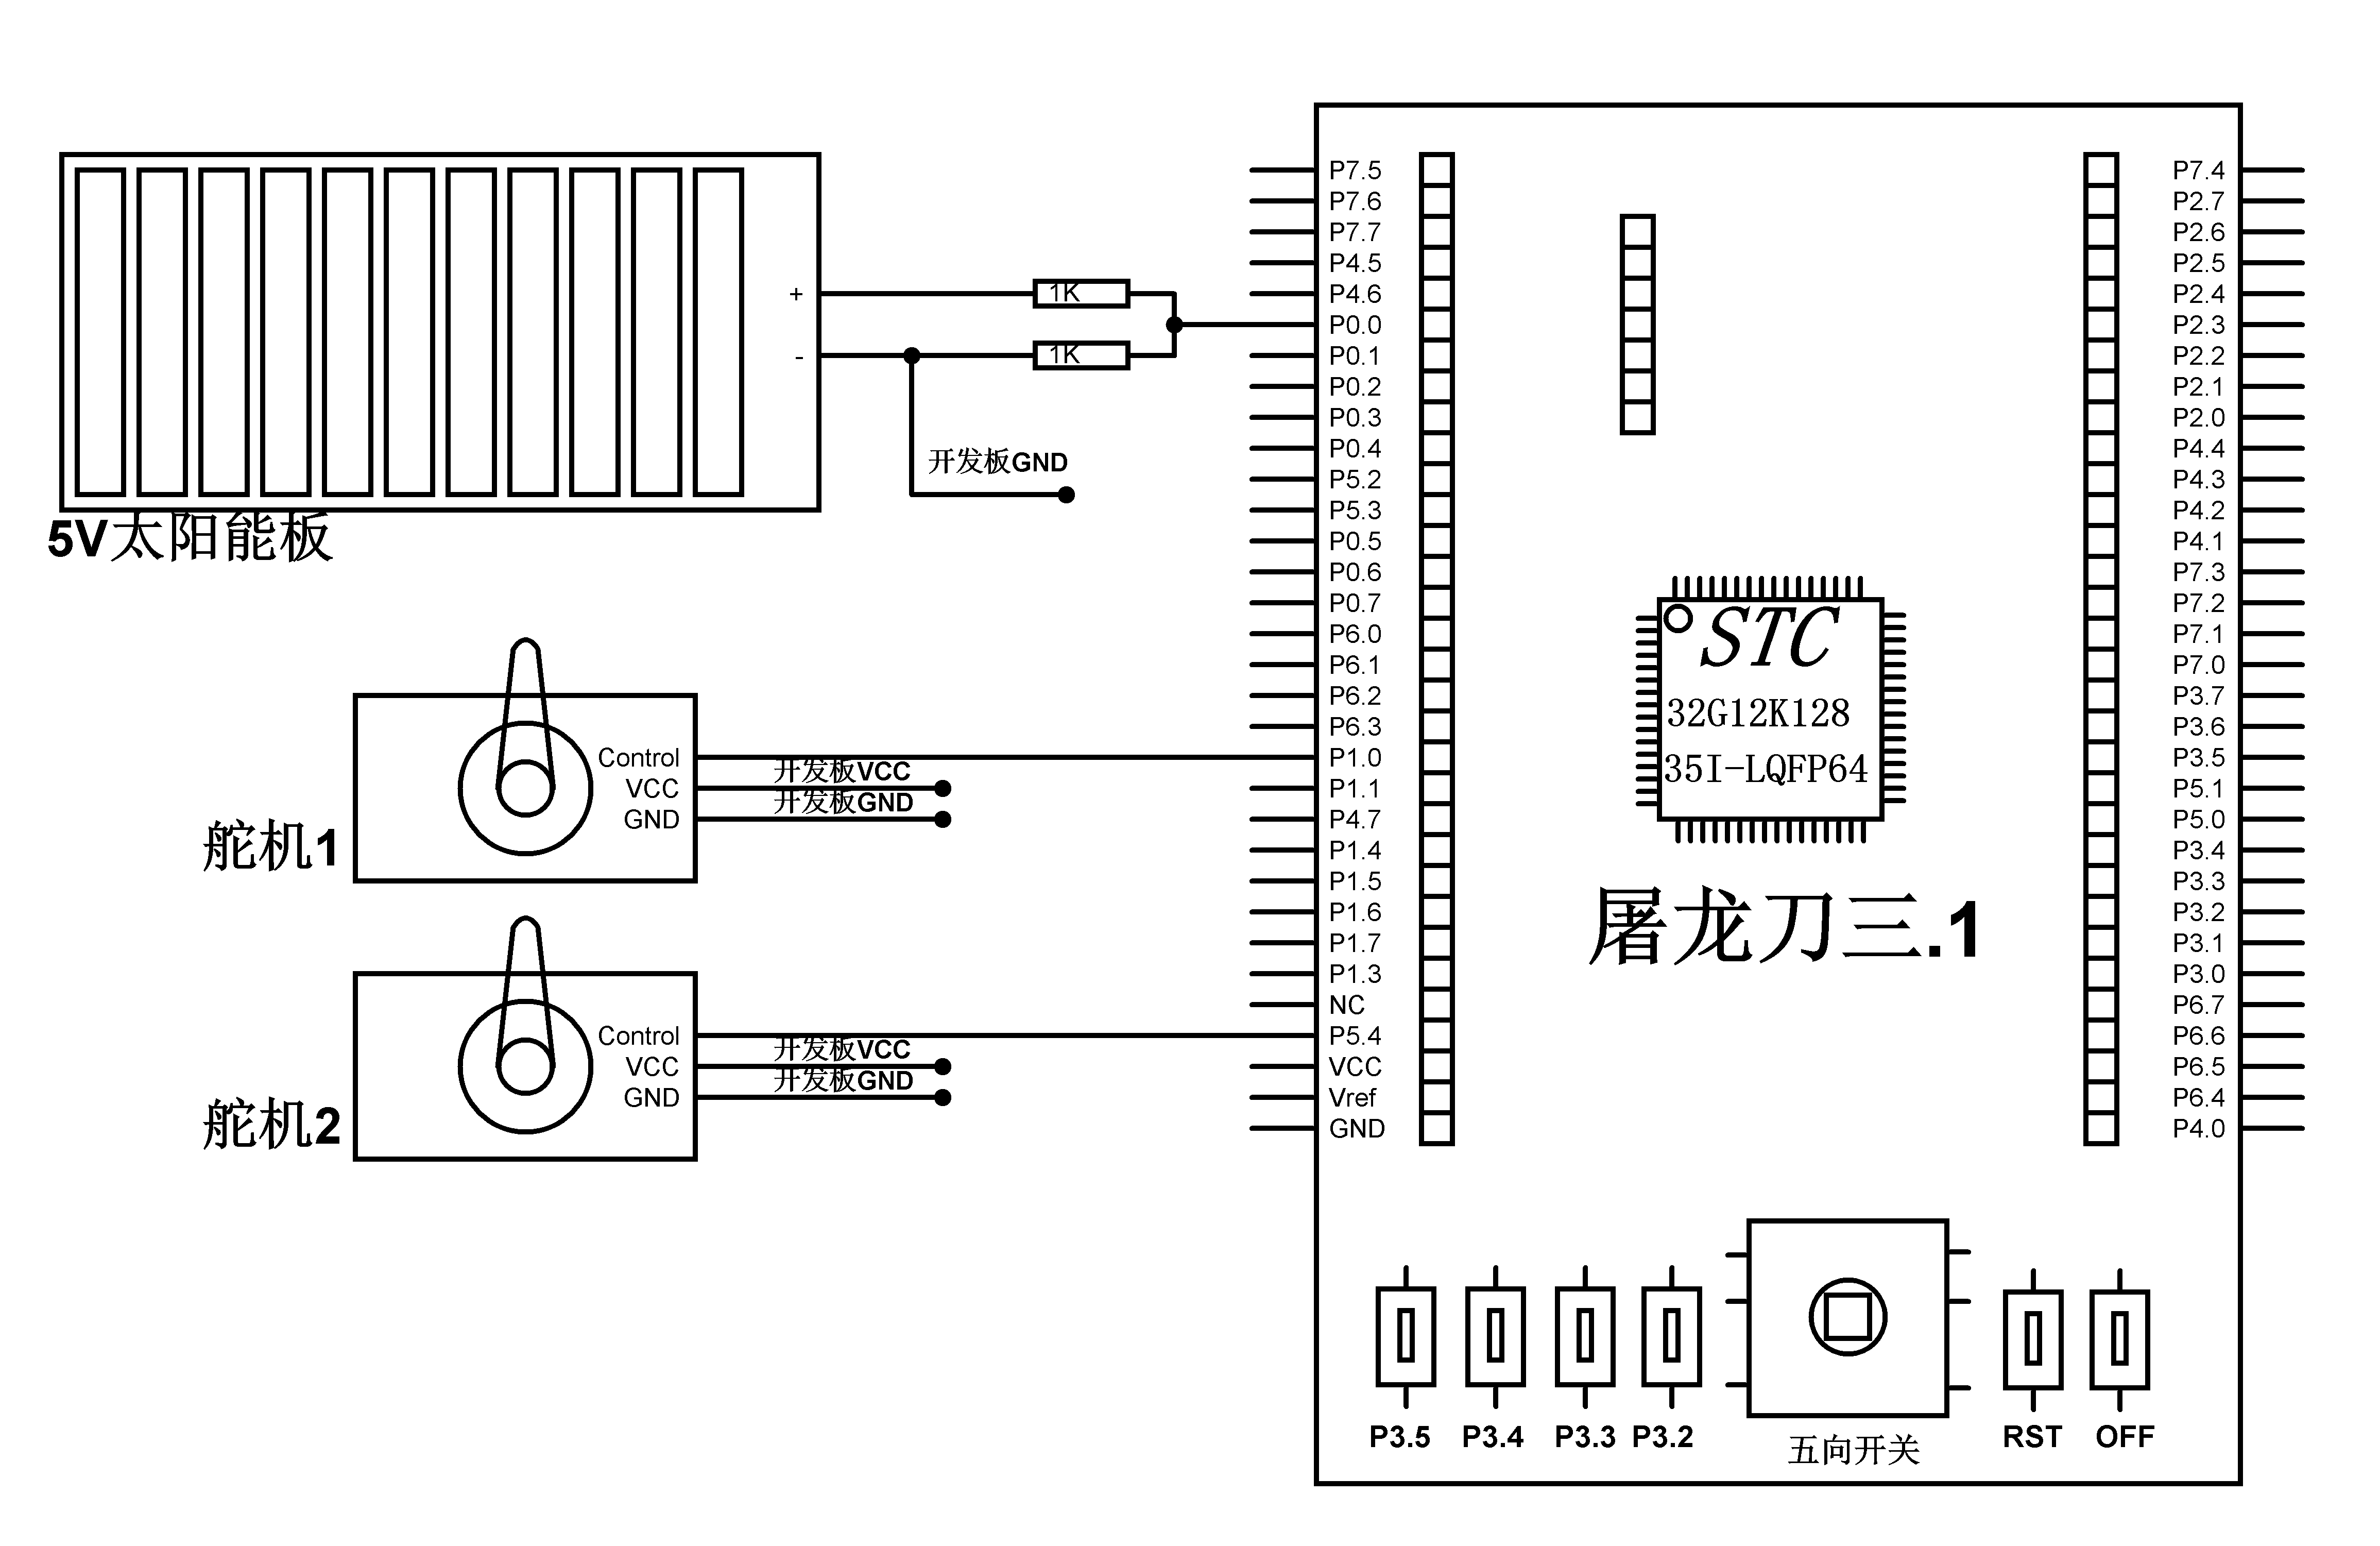 +
-
1K
1K
开发板GND
5V太阳能板
Control
VCC
GND
开发板VCC
开发板GND
舵机1
Control
VCC
GND
开发板VCC
开发板GND
舵机2
P7.5
P7.6
P7.7
P4.5
P4.6
P0.0
P0.1
P0.2
P0.3
P0.4
P5.2
P5.3
P0.5
P0.6
P0.7
P6.0
P6.1
P6.2
P6.3
P1.0
P1.1
P4.7
P1.4
P1.5
P1.6
P1.7
P1.3
NC
P5.4
VCC
Vref
GND
STC
32G12K128
35I-LQFP64
屠龙刀三.1
P7.4
P2.7
P2.6
P2.5
P2.4
P2.3
P2.2
P2.1
P2.0
P4.4
P4.3
P4.2
P4.1
P7.3
P7.2
P7.1
P7.0
P3.7
P3.6
P3.5
P5.1
P5.0
P3.4
P3.3
P3.2
P3.1
P3.0
P6.7
P6.6
P6.5
P6.4
P4.0
P3.5
P3.4
P3.3
P3.2
五向开关
RST
OFF